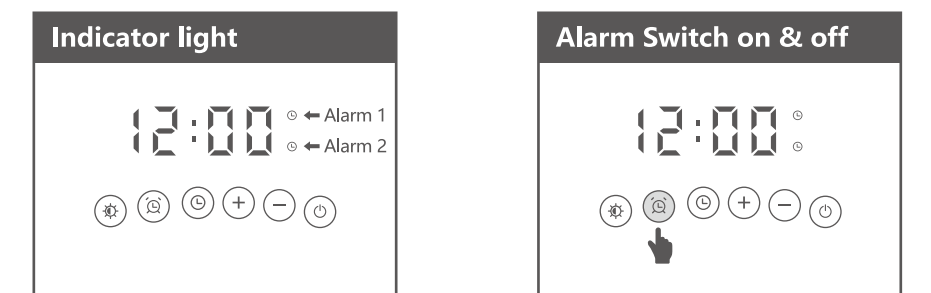 Indicator light
12:00
Alarm 1
Alarm 2
Alarm Switch on & off
12:00